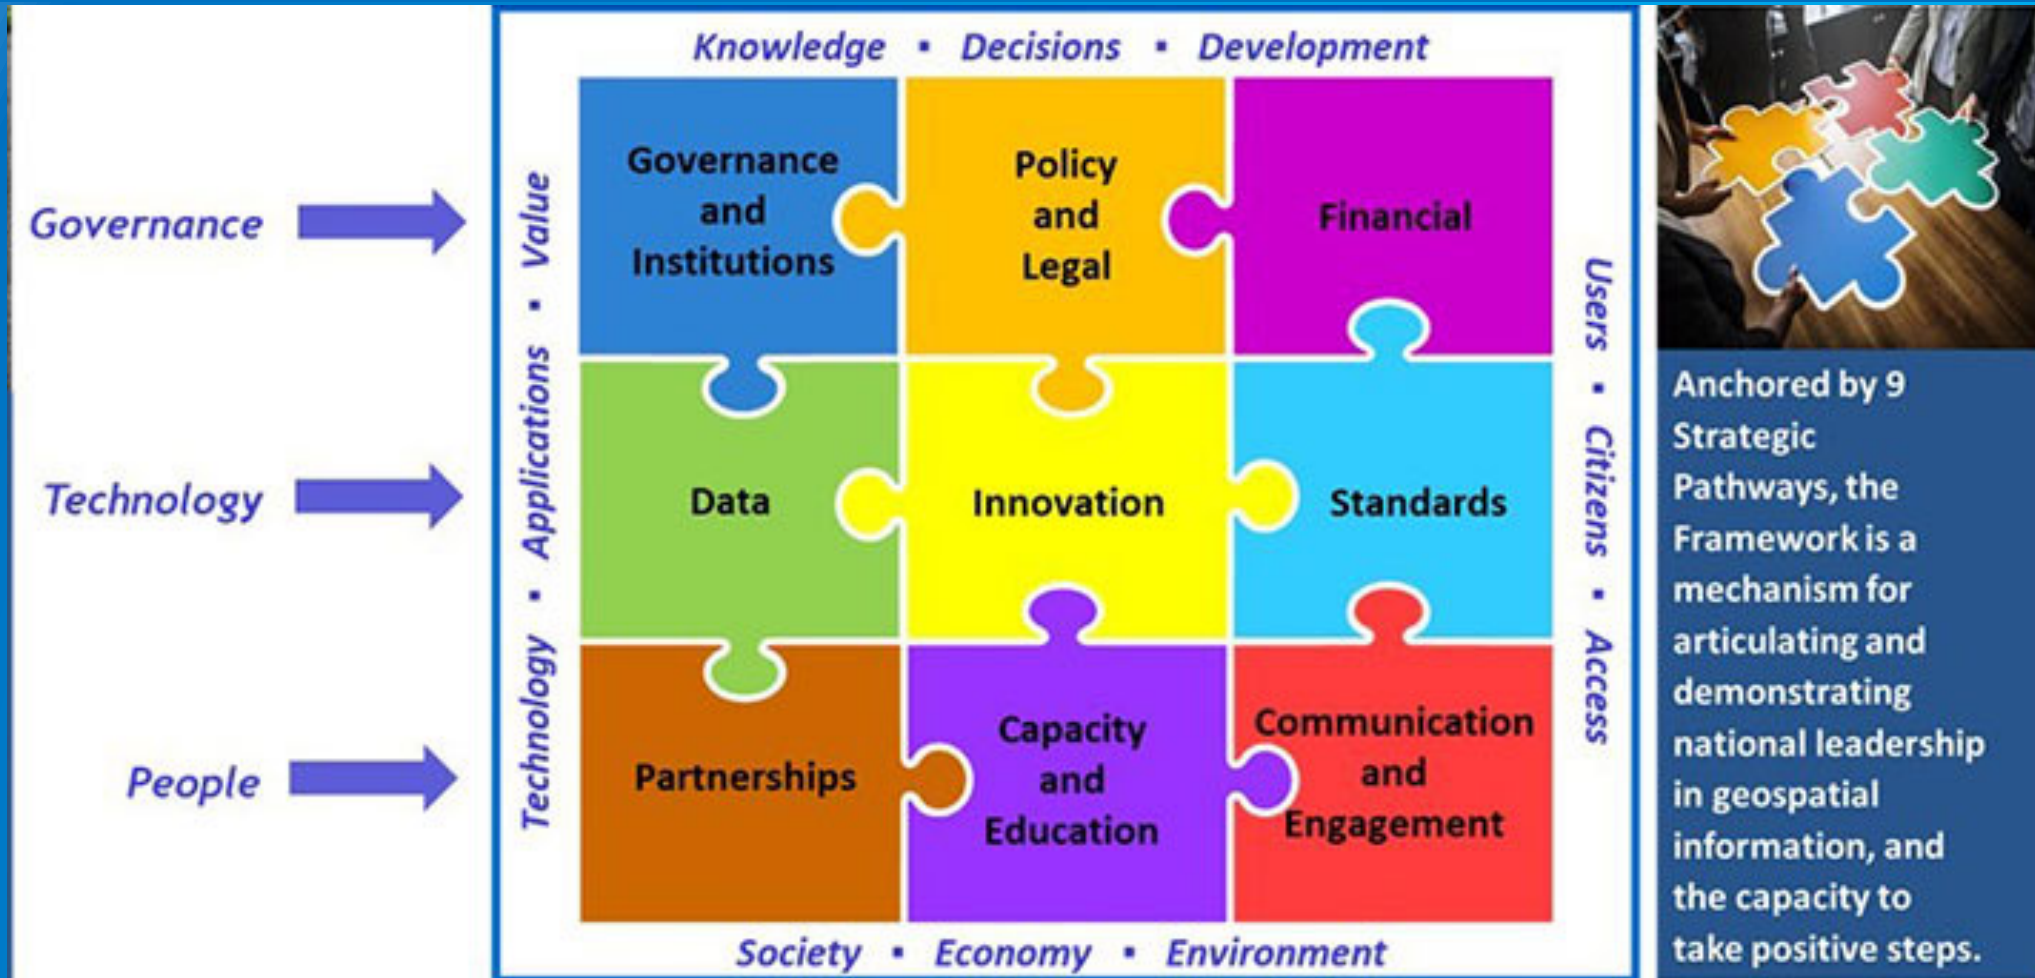 Knowledge ▪ Decisions ▪ Development
Governance
Technology
People
Technology ▪ Applications ▪ Value
Governance
and
Institutions
Policy
and
Legal
Financial
Data
Innovation
Standards
Partnerships
Capacity
and
Education
Communication
and
Engagement
Users ▪ Citizens ▪ Access
Society ▪ Economy ▪ Environment
Anchored by 9
Strategic
Pathways, the
Framework is a
mechanism for
articulating and
demonstrating
national leadership
in geospatial
information, and
the capacity to
take positive steps.